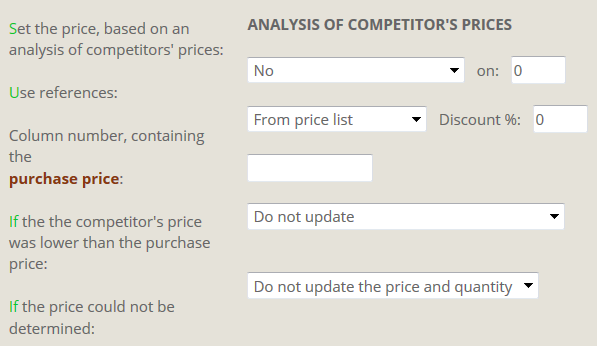 ANALYSIS OF COMPETITOR'S PRICES
Set the price, based on an
analysis of competitors' prices:
No on: 0
Use references:
From price list Discount %: 0
Column number, containing
the
purchase price:
If the the competitor's price
was lower than the purchase
price:
Do not update
If the price could not be
determined:
Do not update the price and quantity